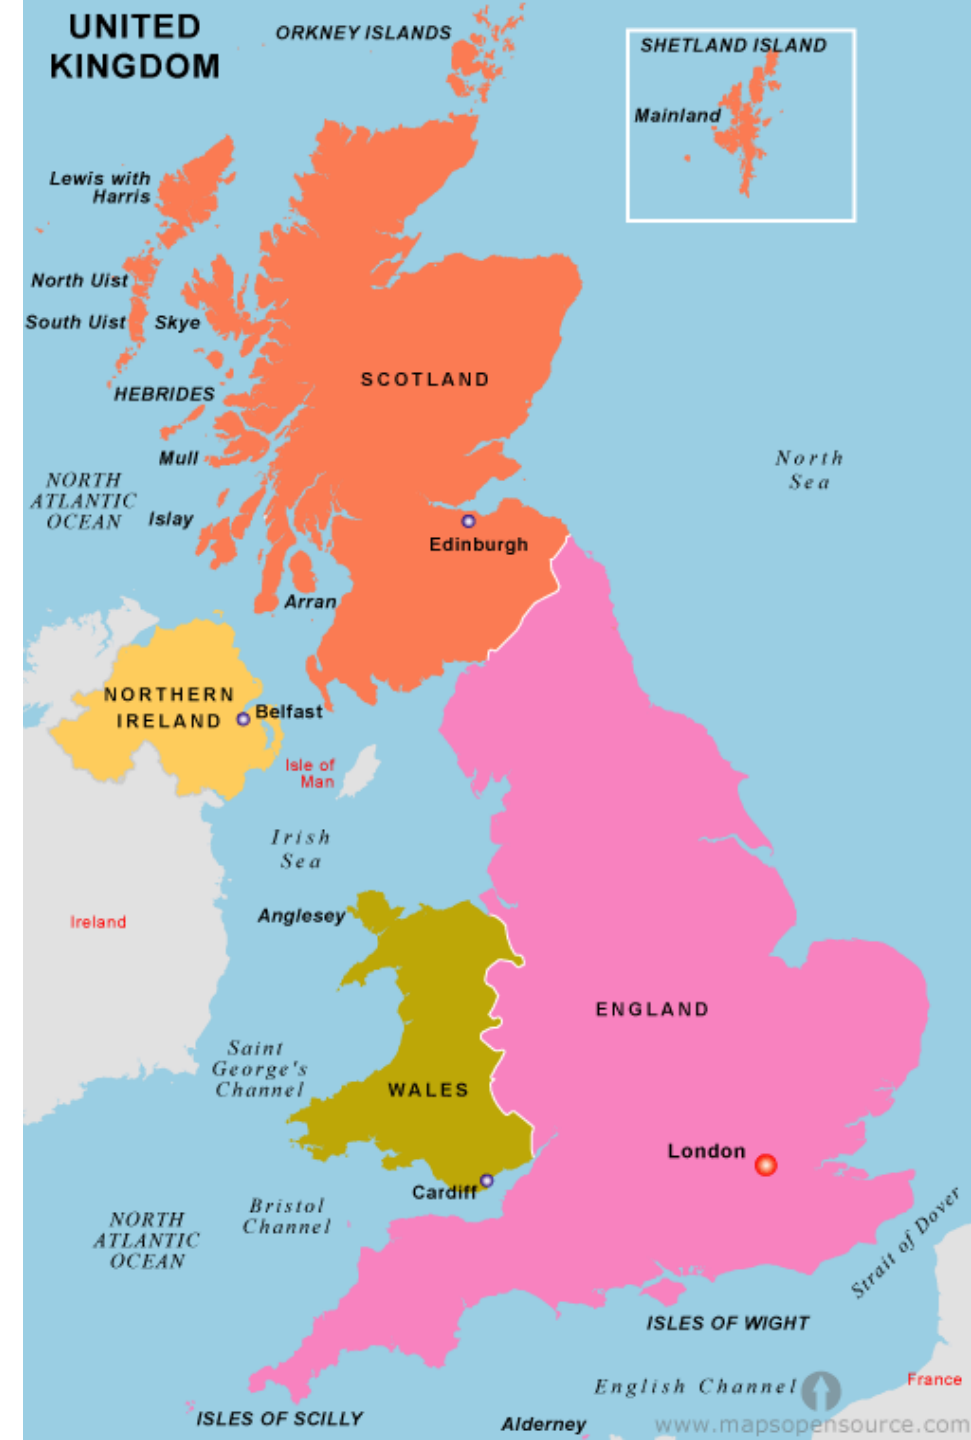 UNITED
KINGDOM
ORKNEY ISLANDS
SHETLAND ISLAND
Mainland
Lewis with
Harris
North Uist
South Uist
Skye
HEBRIDES
SCOTLAND
Mull
NORTH
ATLANTIC
OCEAN
Islay
North
Sea
Edinburgh
Arran
NORTHERN
IRELAND
Belfast
Isle of
Man
Irish
Sea
Ireland
Anglesey
ENGLAND
Saint
George's
Channel
WALES
London
Cardiff
Bristol
Channel
NORTH
ATLANTIC
OCEAN
Strait of Dover
ISLES OF WIGHT
English Channel
France
ISLES OF SCILLY
Alderney
www.mapsopensource.com